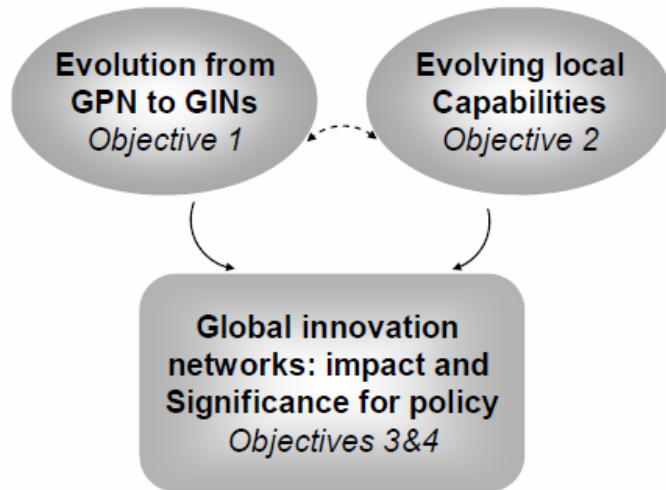 Evolution from
GPN to GINs
Objective 1
Evolving local
Capabilities
Objective 2
Global innovation
networks: impact and
Significance for policy
Objectives 3&4